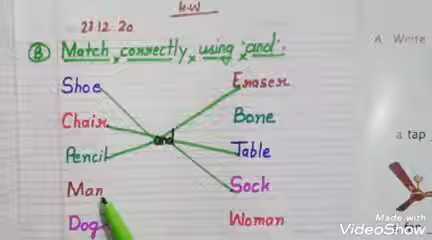 H.W
28.12.20
B Match correctly using 'and'.
Shoe
Chair
Pencil
Man
Dog
and
Eraser
Bone
Table
Sock
Woman
A. Write
a tap
Made with
VideoShow